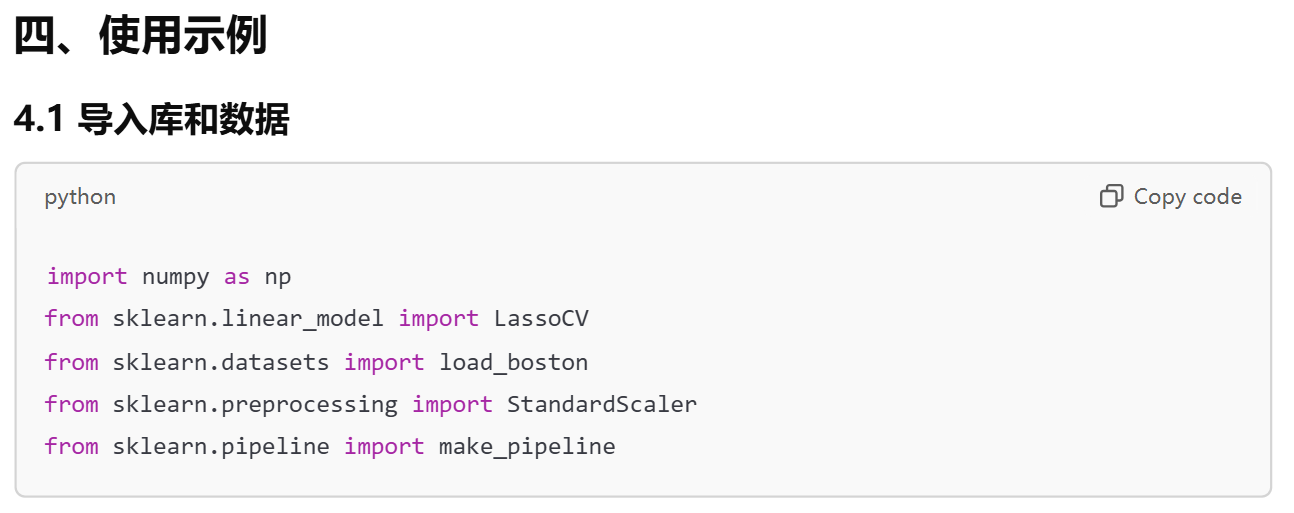 四、使用示例
4.1 导入库和数据
python
Copy code
import numpy as np
from sklearn.linear_model import LassoCV
from sklearn.datasets import load_boston
from sklearn.preprocessing import StandardScaler
from sklearn.pipeline import make_pipeline